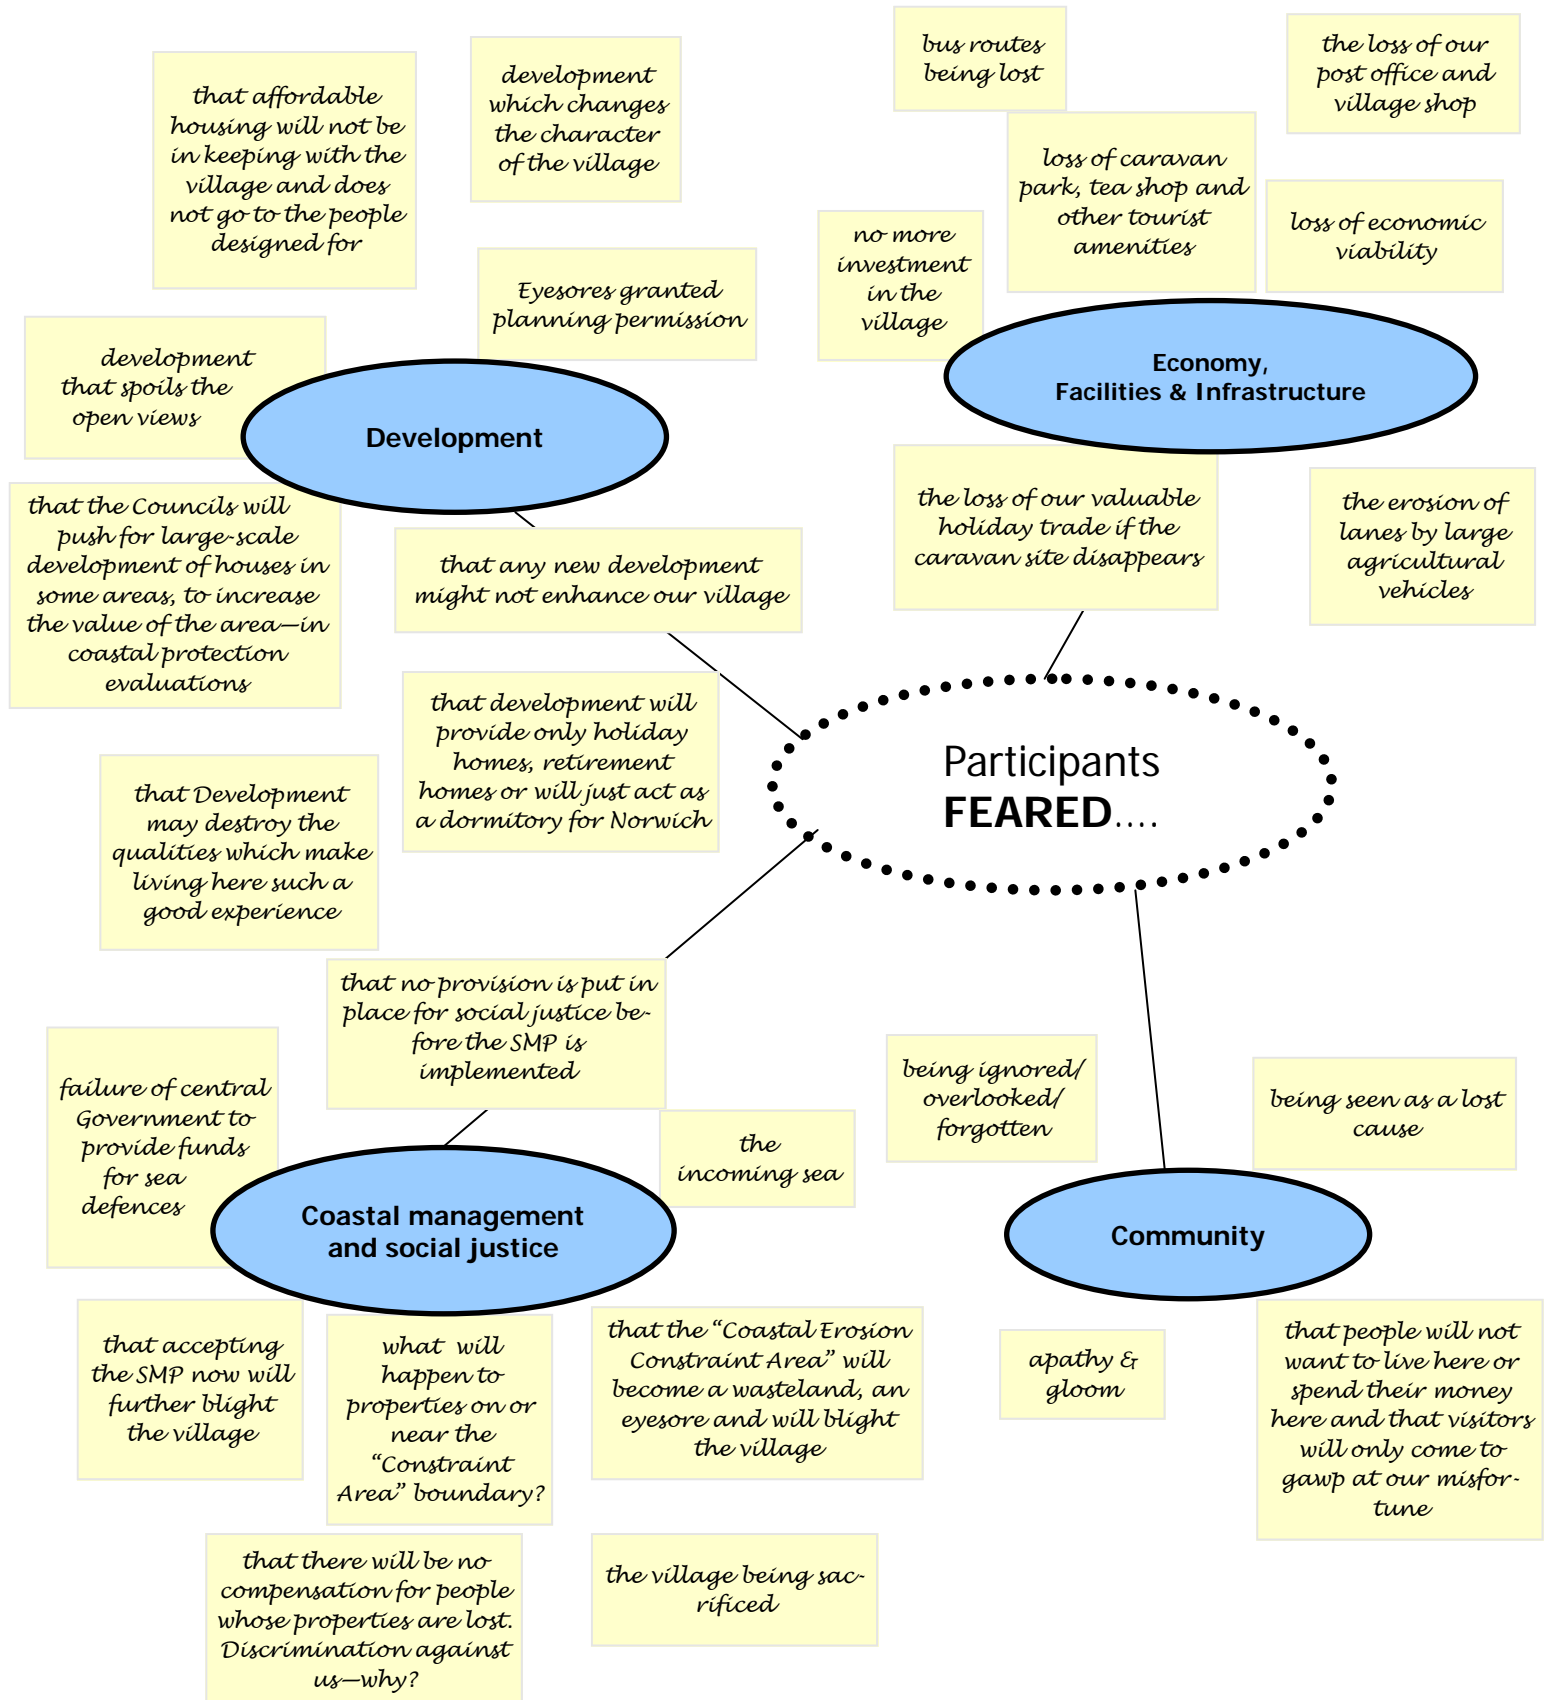 that affordable
housing will not be
in keeping with the
village and does
not go to the people
designed for
development
which changes
the character
of the village
Eyesores granted
planning permission
development
that spoils the
open views
Development
that the Councils will
push for large-scale
development of houses in
some areas, to increase
the value of the area—in
coastal protection
evaluations
that any new development
might not enhance our village
that development will
provide only holiday
homes, retirement
homes or will just act as
a dormitory for Norwich
that Development
may destroy the
qualities which make
living here such a
good experience
bus routes
being lost
the loss of our
post office and
village shop
loss of caravan
park, tea shop and
other tourist
amenities
loss of economic
viability
no more
investment
in the
village
Economy,
Facilities & Infrastructure
the loss of our valuable
holiday trade if the
caravan site disappears
the erosion of
lanes by large
agricultural
vehicles
Participants
FEARED....
that no provision is put in
place for social justice be-
fore the SMP is
implemented
failure of central
Government to
provide funds
for sea
defences
the
incoming sea
Coastal management
and social justice
that accepting
the SMP now will
further blight
the village
what will
happen to
properties on or
near the
“Constraint
Area” boundary?
that the “Coastal Erosion
Constraint Area” will
become a wasteland, an
eyesore and will blight
the village
that there will be no
compensation for people
whose properties are lost.
Discrimination against
us—why?
the village being sac-
rificed
being ignored/
overlooked/
forgotten
being seen as a lost
cause
Community
apathy &
gloom
that people will not
want to live here or
spend their money
here and that visitors
will only come to
gawp at our misfor-
tune